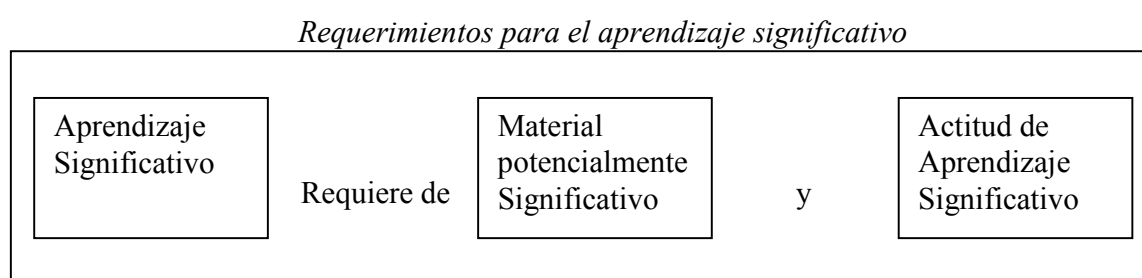 Requerimientos para el aprendizaje significativo
Aprendizaje
Significativo
Requiere de
Material
potencialmente
Significativo
y
Actitud de
Aprendizaje
Significativo